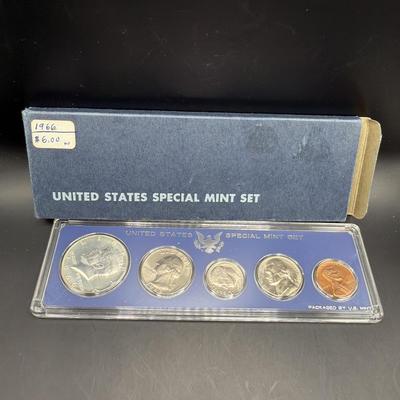 1966
$6.00
UNITED STATES SPECIAL MINT SET
UNITED STATES SPECIAL MINT SET
PACKAGED BY U.S. MINT